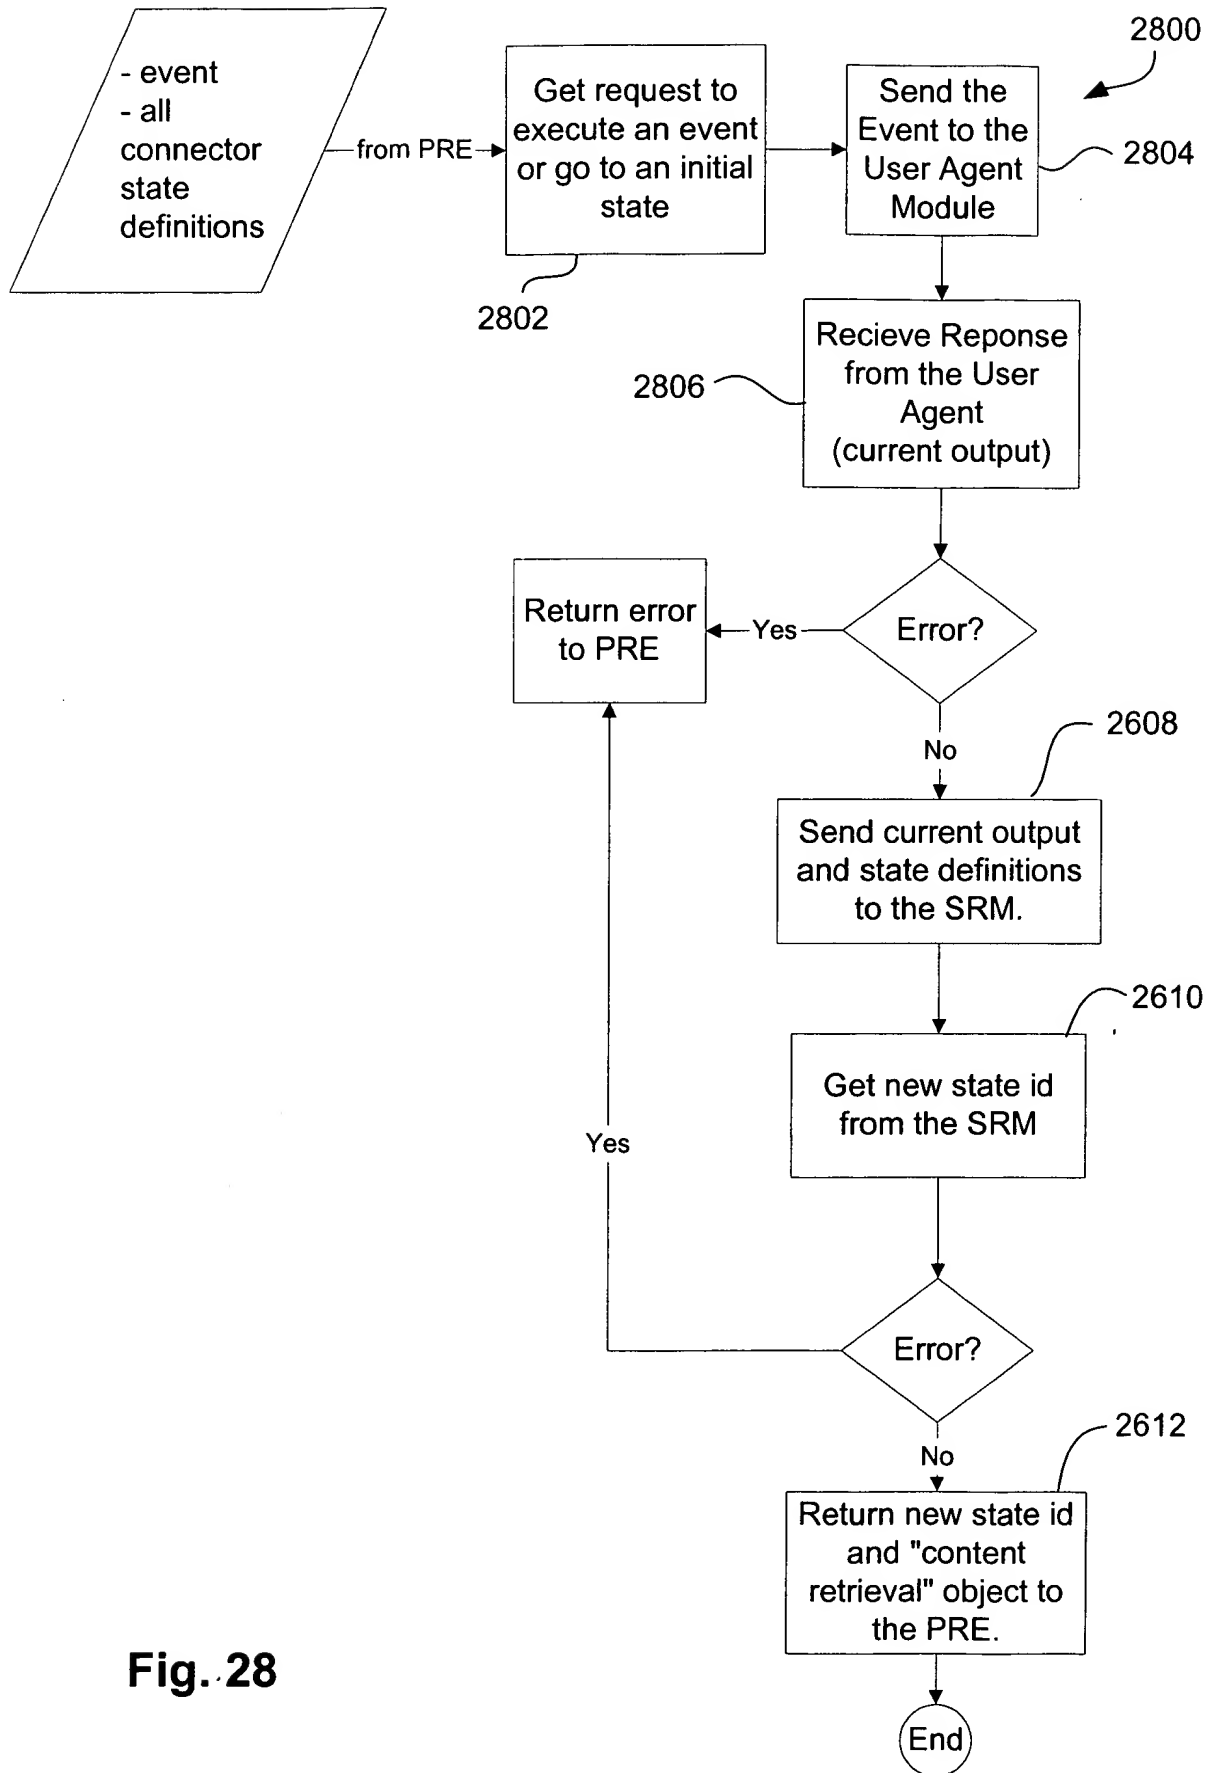 2800
- event
- all
connector
state
definitions
from PRE
Get request to
execute an event
or go to an initial
state
2802
Send the
Event to the
User Agent
Module
2804
Recieve Reponse
from the User
Agent
(current output)
2806
Error?
Yes
Return error
to PRE
No
2608
Send current output
and state definitions
to the SRM.
2610
Get new state id
from the SRM
Yes
Error?
No
2612
Return new state id
and "content
retrieval" object to
the PRE.
End
Fig. 28